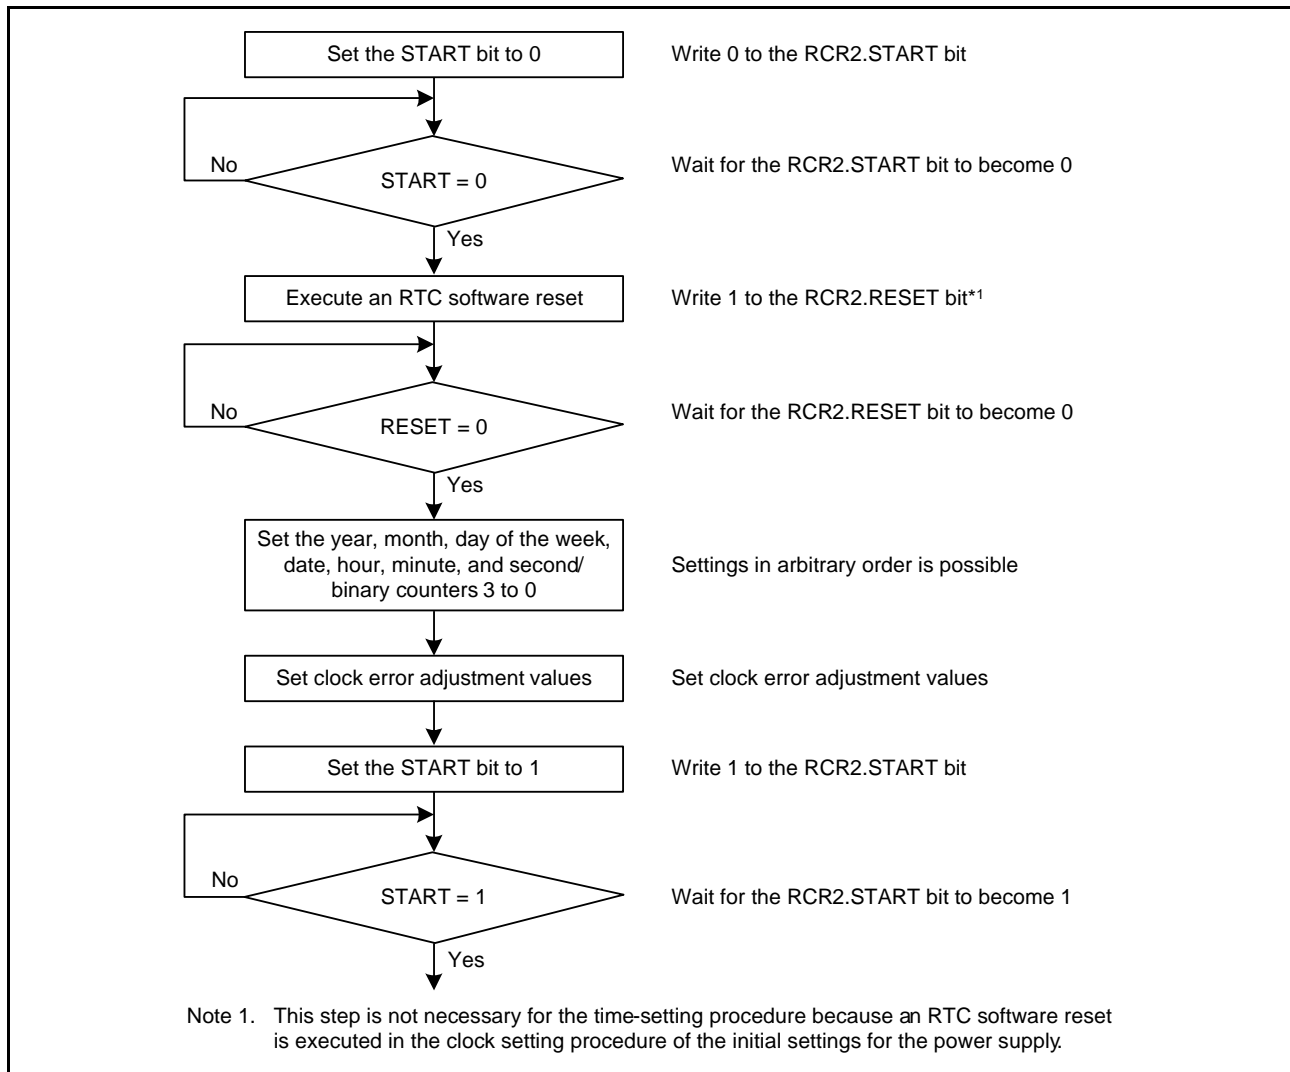 Set the START bit to 0
Write 0 to the RCR2.START bit
No
START = 0
Wait for the RCR2.START bit to become 0
Yes
Execute an RTC software reset
Write 1 to the RCR2.RESET bit*1
No
RESET = 0
Wait for the RCR2.RESET bit to become 0
Yes
Set the year, month, day of the week,
date, hour, minute, and second/
binary counters 3 to 0
Settings in arbitrary order is possible
Set clock error adjustment values
Set clock error adjustment values
Set the START bit to 1
Write 1 to the RCR2.START bit
No
START = 1
Wait for the RCR2.START bit to become 1
Yes
Note 1. This step is not necessary for the time-setting procedure because an RTC software reset
is executed in the clock setting procedure of the initial settings for the power supply.